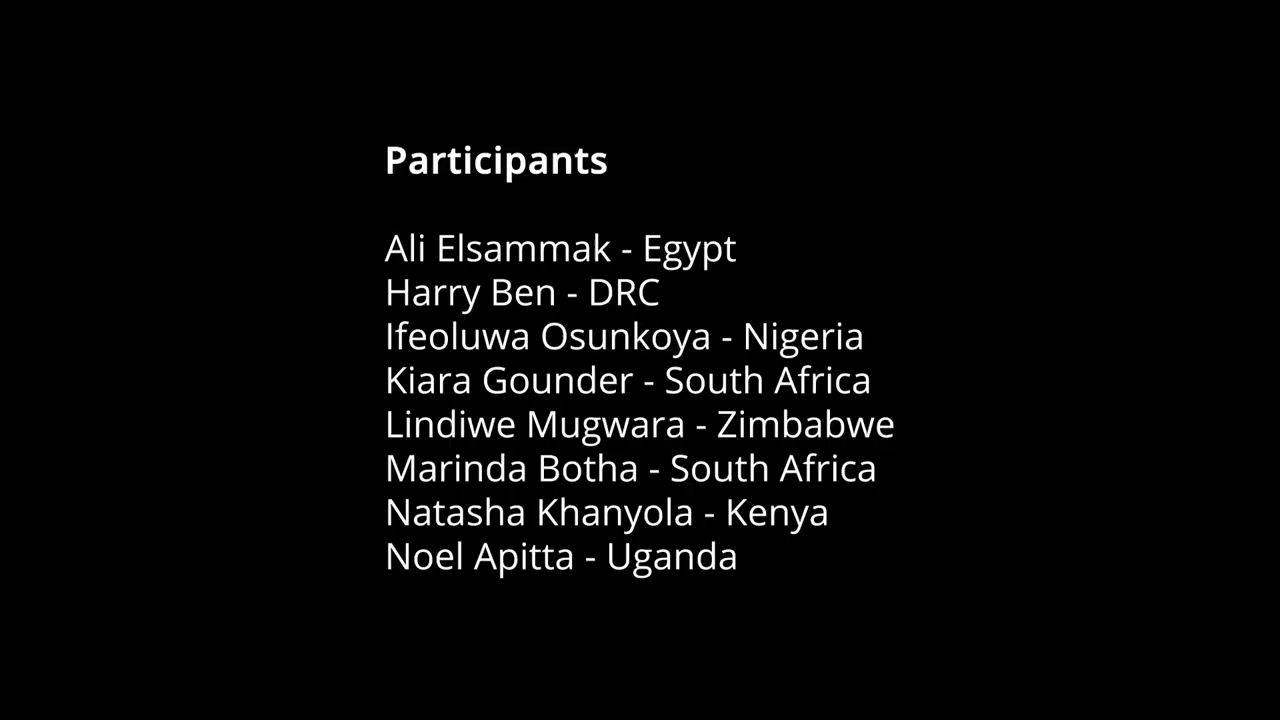 Participants
Ali Elsammak - Egypt
Harry Ben - DRC
Ifeoluwa Osunkoya - Nigeria
Kiara Gounder - South Africa
Lindiwe Mugwara - Zimbabwe
Marinda Botha - South Africa
Natasha Khanyola - Kenya
Noel Apitta - Uganda